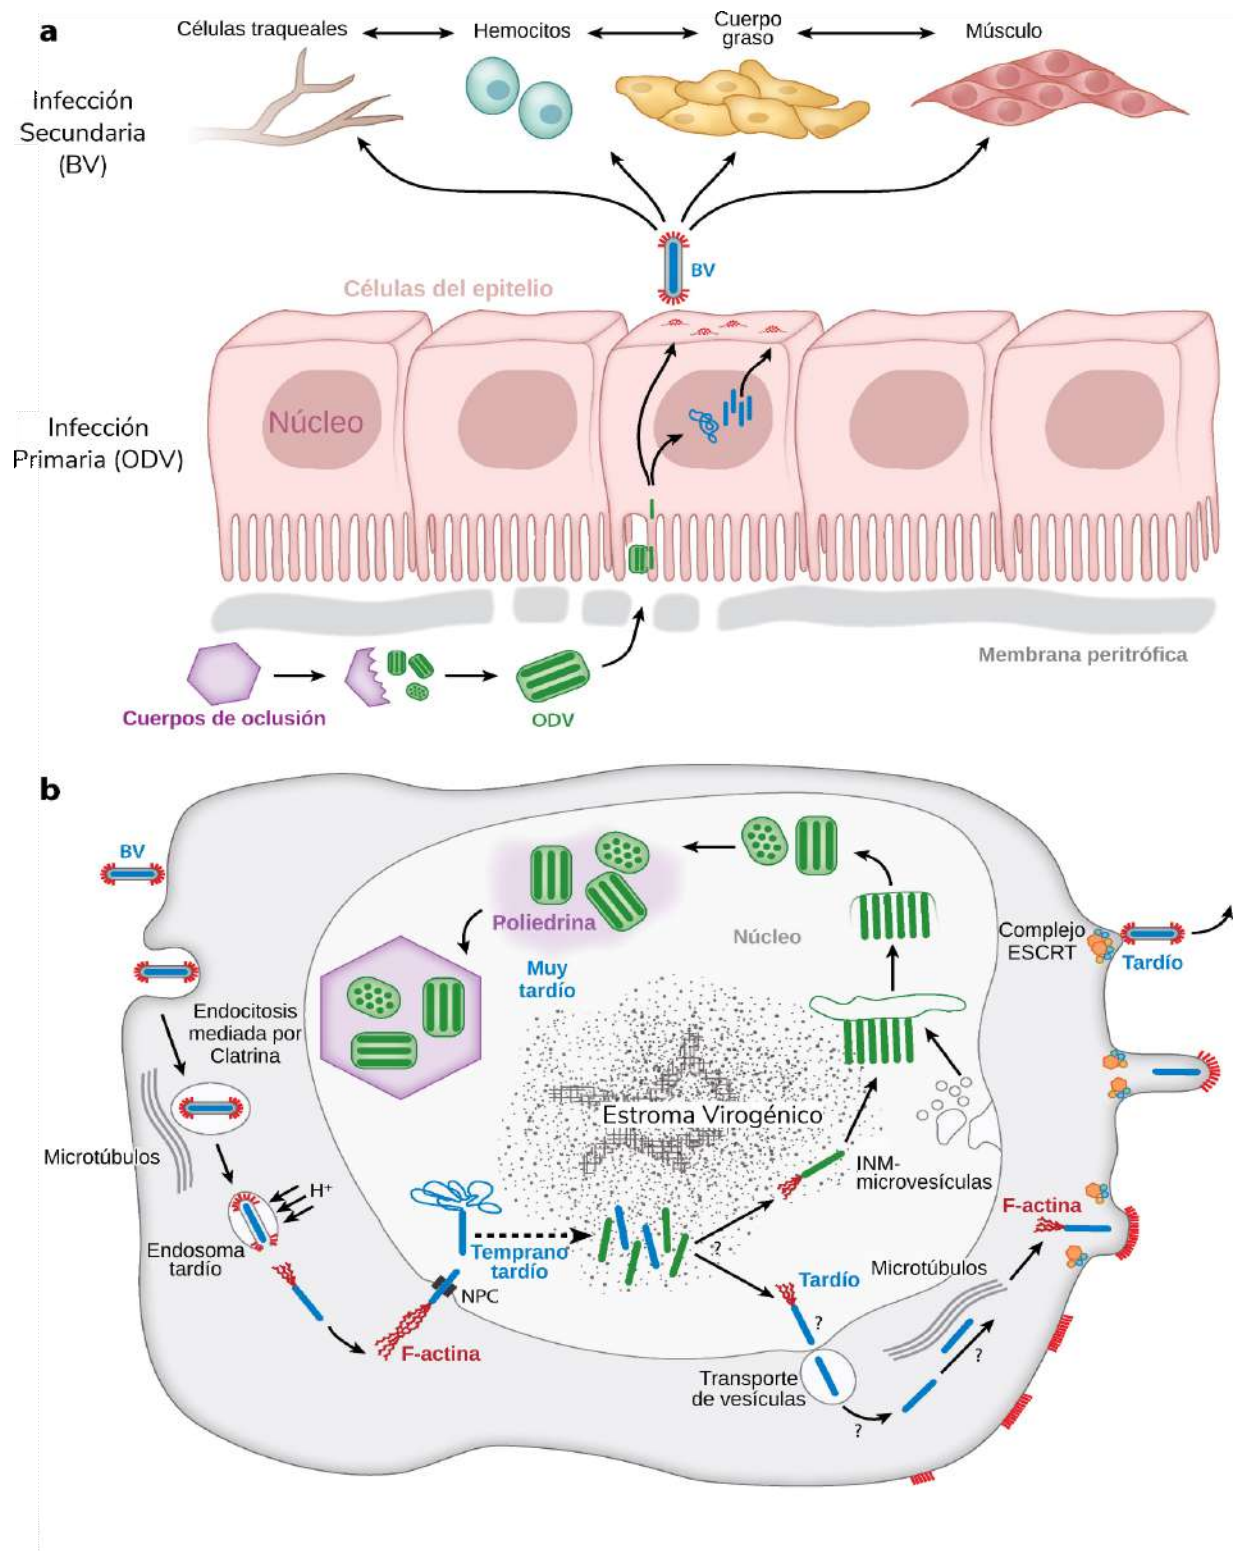 a
Células traqueales
Hemocitos
Cuerpo
graso
Músculo
Infección
Secundaria
(BV)
BV
Células del epitelio
Núcleo
Infección
Primaria (ODV)
Membrana peritrófica
Cuerpos de oclusión
ODV
b
BV
Poliedrina
Núcleo
Muy
tardío
Complejo
ESCRT
Tardío
Endocitosis
mediada por
Clatrina
Estroma Virogénico
Microtúbulos
INM-
microvesículas
H+
F-actina
Endosoma
tardío
Temprano
tardío
?
NPC
Tardío
?
Microtúbulos
F-actina
?
Transporte
de vesículas
?